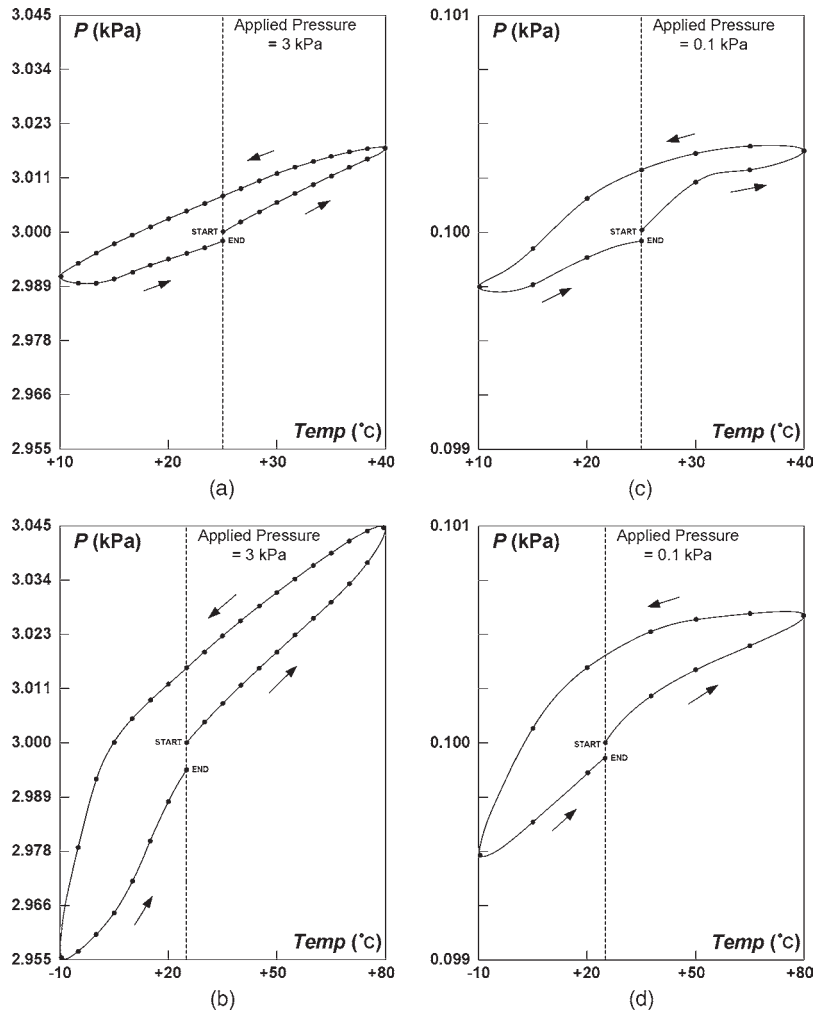 P (kPa)
Applied Pressure
= 3 kPa
3.045
3.034
3.023
3.011
3.000
2.989
2.978
2.966
2.955
START
END
Temp (°C)
+10
+20
+30
+40
(a)
P (kPa)
Applied Pressure
= 0.1 kPa
0.101
0.100
0.099
START
END
Temp (°C)
+10
+20
+30
+40
(c)
P (kPa)
Applied Pressure
= 3 kPa
3.045
3.034
3.023
3.011
3.000
2.989
2.978
2.966
2.955
START
END
Temp (°C)
-10
+20
+50
+80
(b)
P (kPa)
Applied Pressure
= 0.1 kPa
0.101
0.100
0.099
START
END
Temp (°C)
-10
+20
+50
+80
(d)